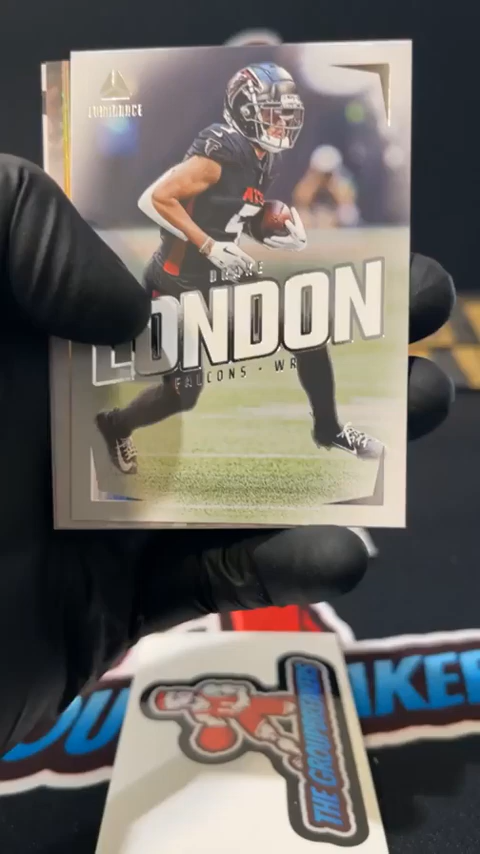 LUMINANCE
DRAKE
LONDON
FALCONS - WR
THE GROUNDBREAKERS